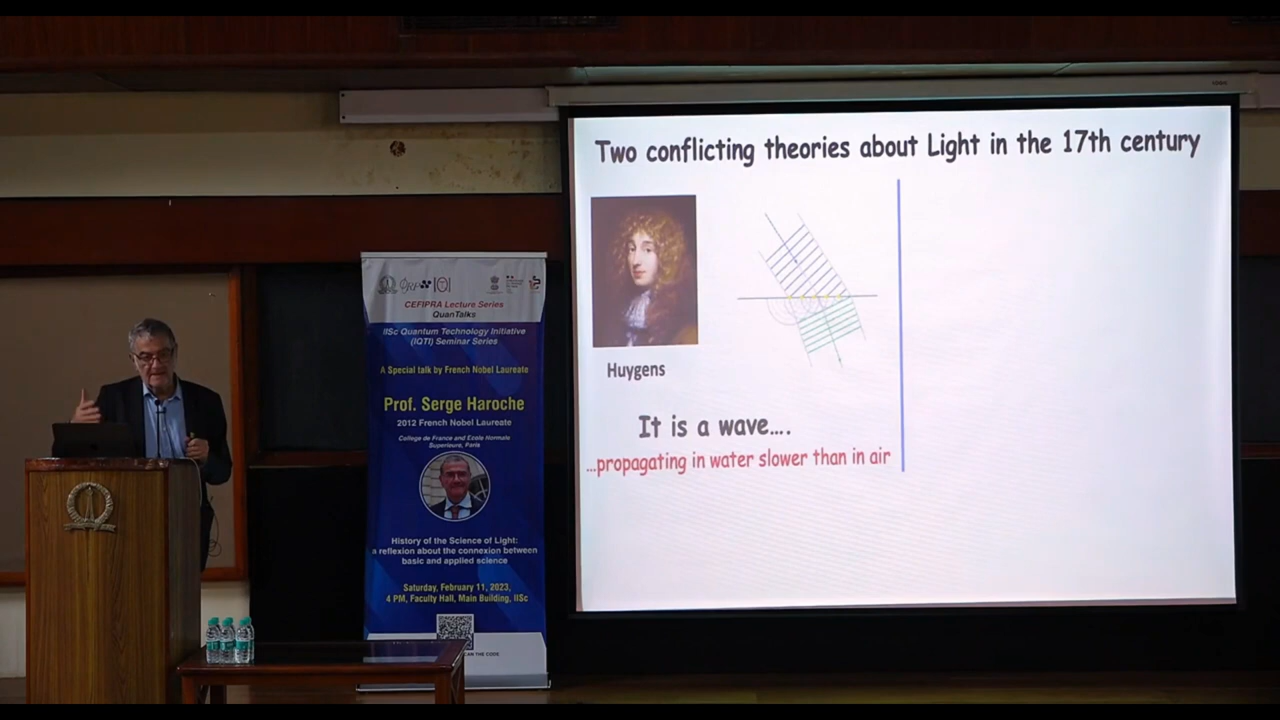 Two conflicting theories about Light in the 17th century
Huygens
It is a wave....
...propagating in water slower than in air
CEFIPRA Lecture Series
QuanTalks
IISc Quantum Technology Initiative
(IQTI) Seminar Series
A Special talk by French Nobel Laureate
Prof. Serge Haroche
2012 French Nobel Laureate
College de France and Ecole Normale
Superieure, Paris
History of the Science of Light:
a reflexion about the connexion between
basic and applied science
Saturday, February 11, 2023,
4 PM, Faculty Hall, Main Building, IISc
CAN THE CODE